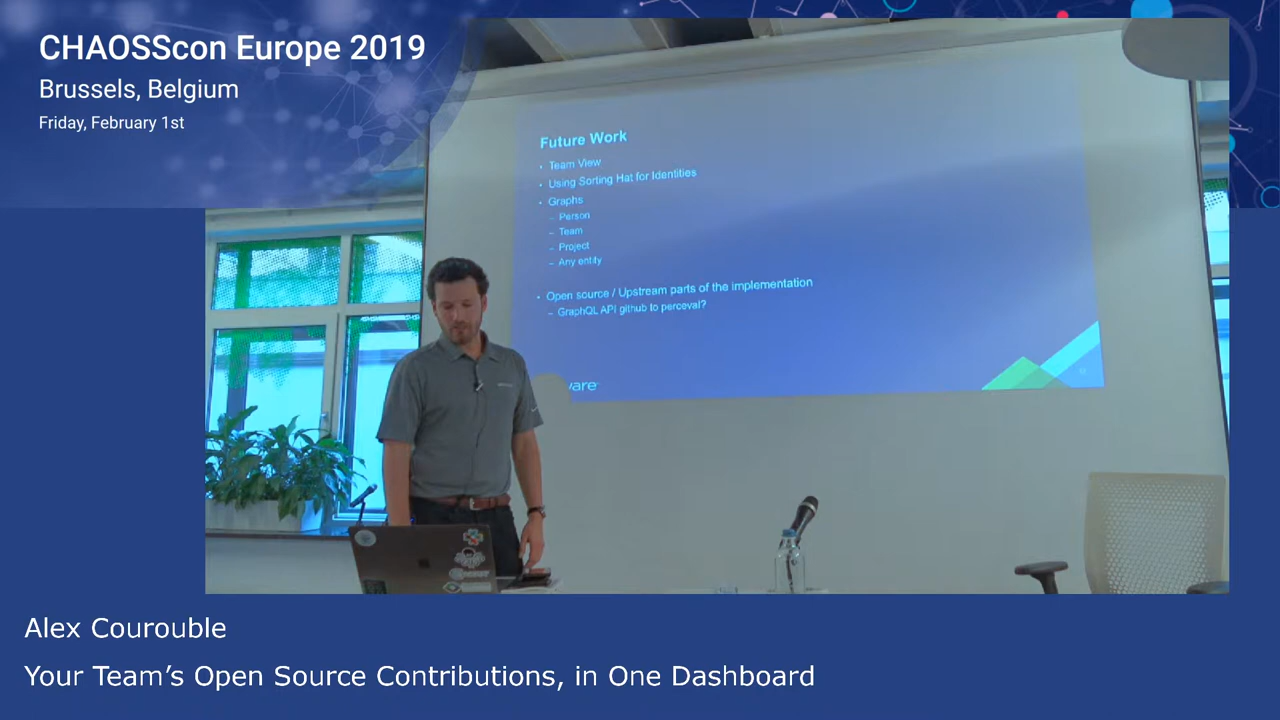 CHAOSScon Europe 2019
Brussels, Belgium
Friday, February 1st
Future Work
Team View
Using Sorting Hat for Identities
Graphs
– Person
– Team
– Project
– Any entity
Open source / Upstream parts of the implementation
– GraphQL API github to perceval?
ware
Alex Courouble
Your Team’s Open Source Contributions, in One Dashboard